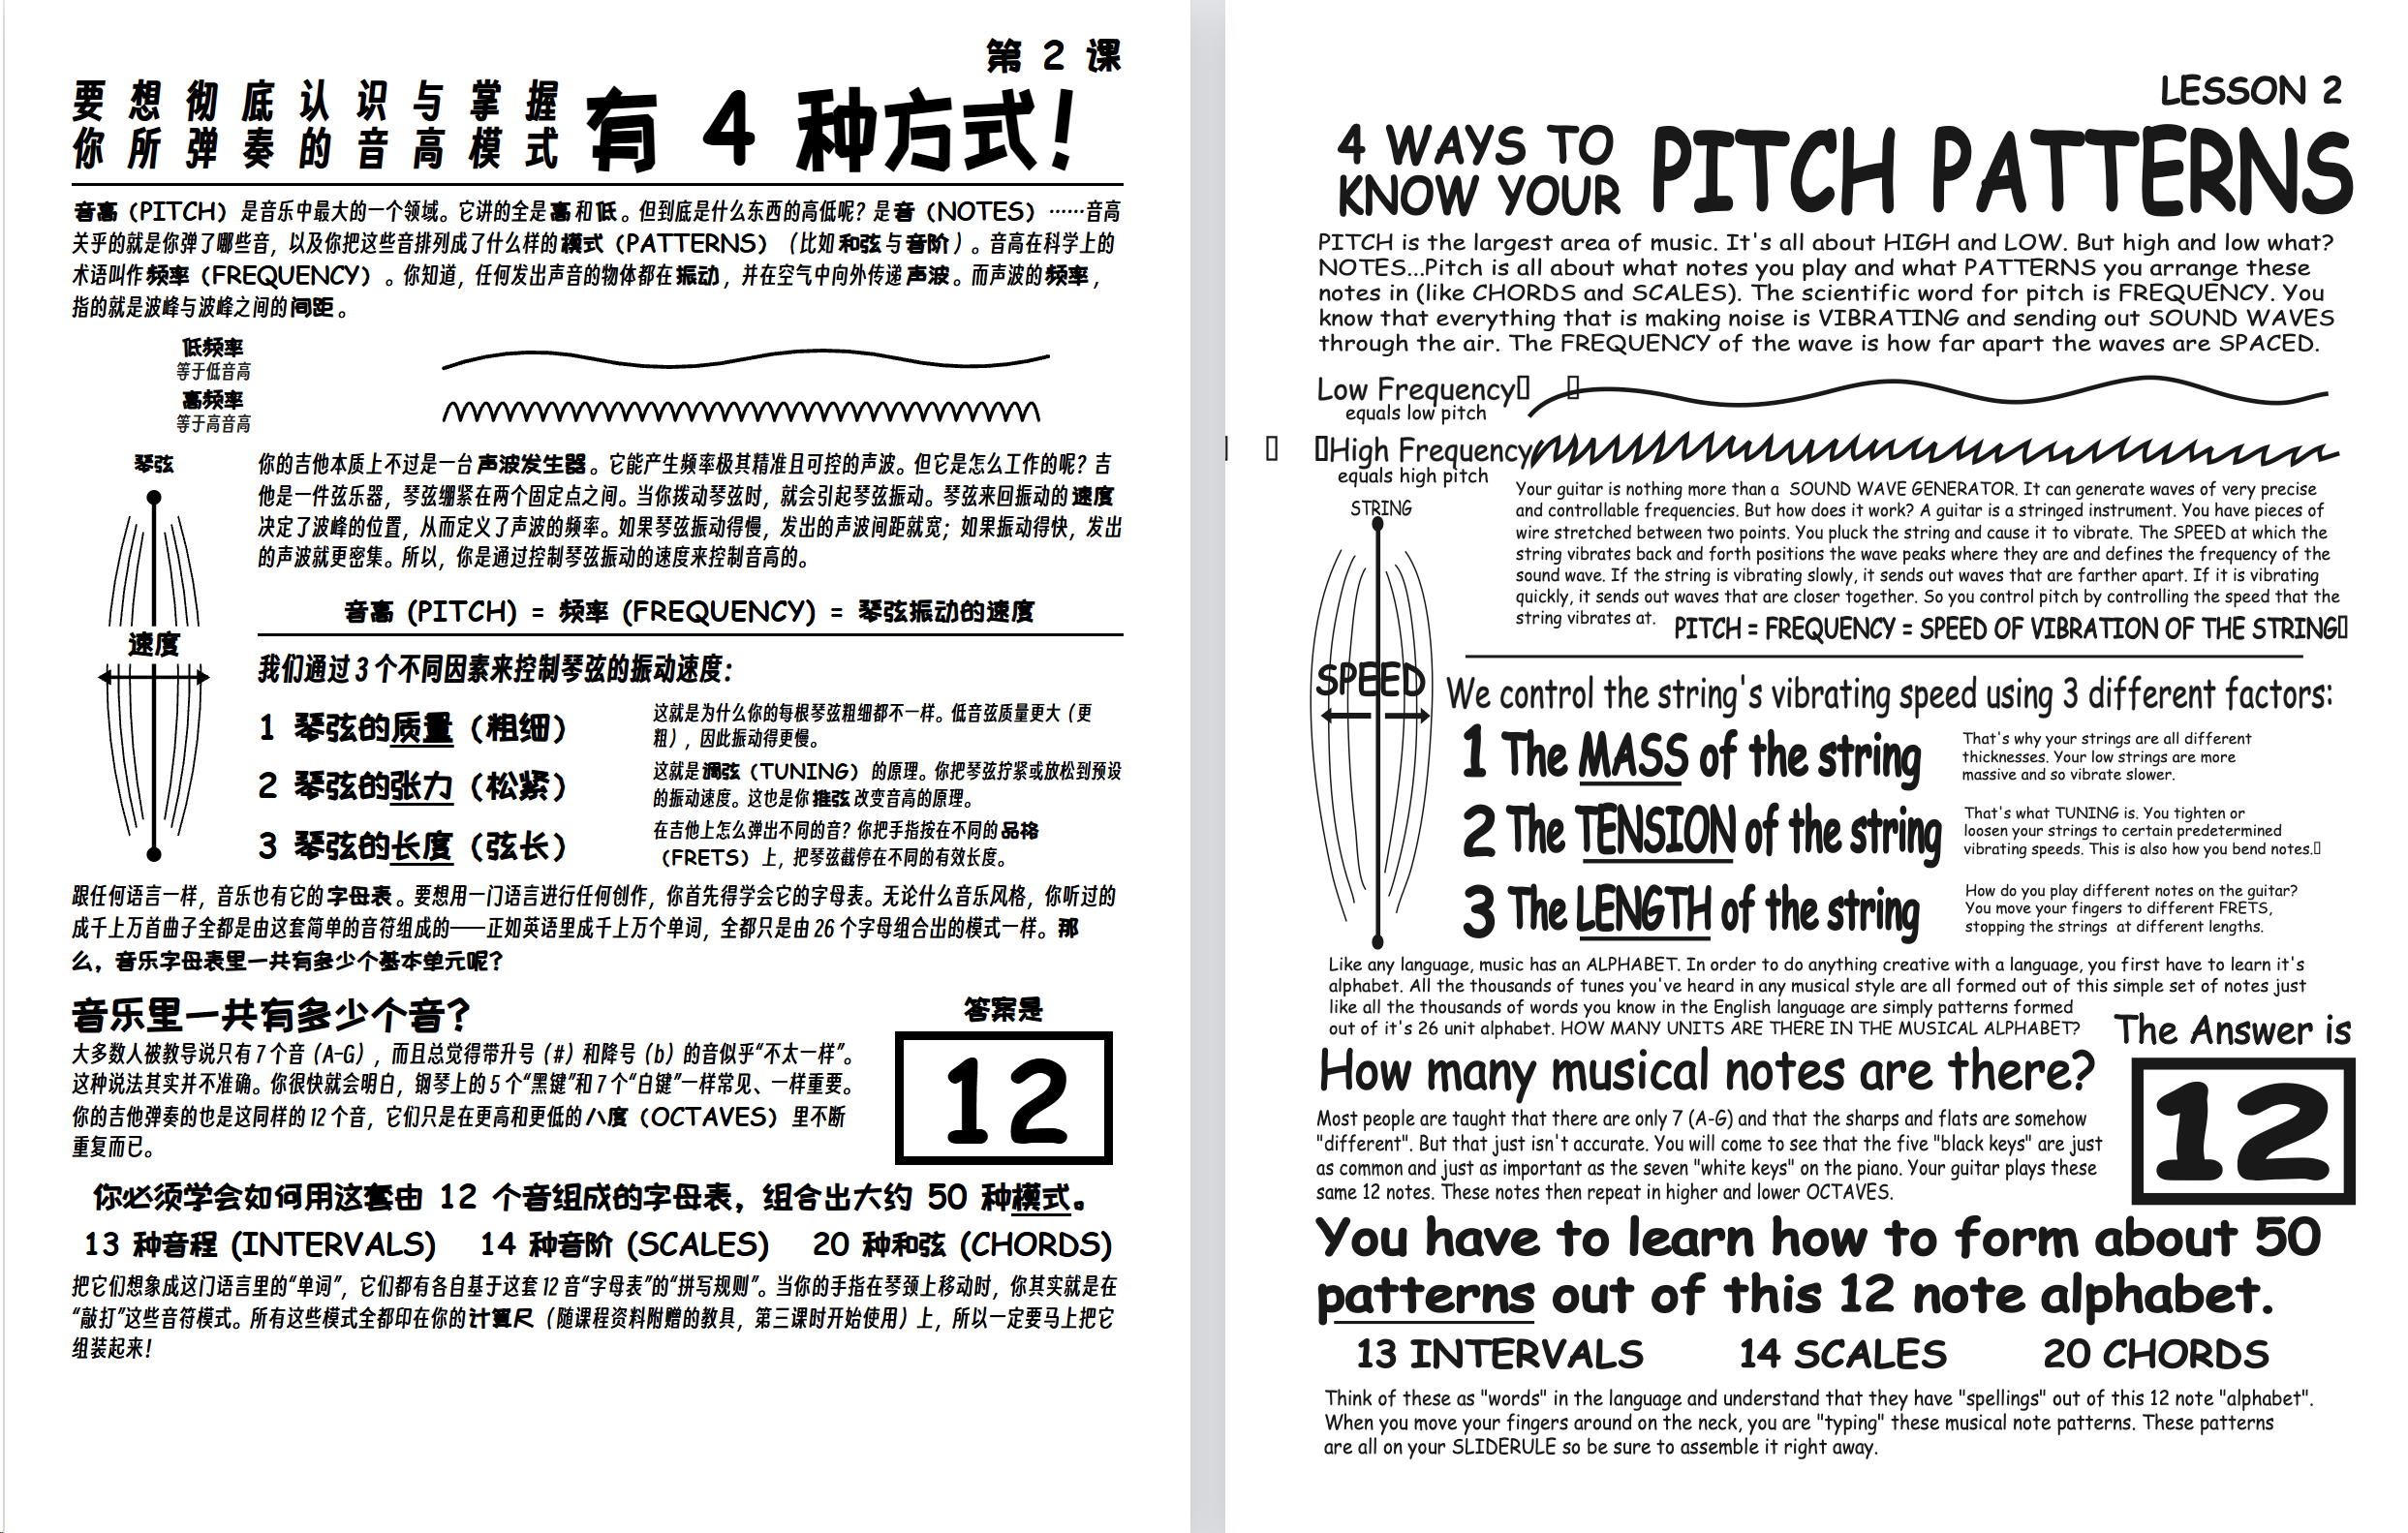 第 2 课
要想彻底认识与掌握
你所弹奏的音高模式
有 4 种方式！
音高（PITCH）是音乐中最大的一个领域。它讲的全是高和低。但到底是什么东西的高低呢？是音（NOTES）……音高
关乎的就是你弹了哪些音，以及你把这些音排列成了什么样的模式（PATTERNS）（比如和弦与音阶）。音高在科学上的
术语叫作频率（FREQUENCY）。你知道，任何发出声音的物体都在振动，并在空气中向外传递声波。而声波的频率，
指的就是波峰与波峰之间的间距。
低频率
等于低音高
高频率
等于高音高
琴弦
速度
你的吉他本质上不过是一台声波发生器。它能产生频率极其精准且可控的声波。但它是怎么工作的呢？吉
他是一件弦乐器，琴弦绷紧在两个固定点之间。当你拨动琴弦时，就会引起琴弦振动。琴弦来回振动的速度
决定了波峰的位置，从而定义了声波的频率。如果琴弦振动得慢，发出的声波间距就宽；如果振动得快，发出
的声波就更密集。所以，你是通过控制琴弦振动的速度来控制音高的。
音高 (PITCH) = 频率 (FREQUENCY) = 琴弦振动的速度
我们通过 3 个不同因素来控制琴弦的振动速度：
1 琴弦的质量（粗细）
这就是为什么你的每根琴弦粗细都不一样。低音弦质量更大（更
粗），因此振动得更慢。
2 琴弦的张力（松紧）
这就是调弦（TUNING）的原理。你把琴弦拧紧或放松到预设
的振动速度。这也是你推弦改变音高的原理。
3 琴弦的长度（弦长）
在吉他上怎么弹出不同的音？你把手指按在不同的品格
（FRETS）上，把琴弦截停在不同的有效长度。
跟任何语言一样，音乐也有它的字母表。要想用一门语言进行任何创作，你首先得学会它的字母表。无论什么音乐风格，你听过的
成千上万首曲子全都是由这套简单的音符组成的——正如英语里成千上万个单词，全都只是由 26 个字母组合出的模式一样。那
么，音乐字母表里一共有多少个基本单元呢？
音乐里一共有多少个音？
大多数人被教导说只有 7 个音（A-G），而且总觉得带升号（#）和降号（b）的音似乎“不太一样”。
这种说法其实并不准确。你很快就会明白，钢琴上的 5 个“黑键”和 7 个“白键”一样常见、一样重要。
你的吉他弹奏的也是这同样的 12 个音，它们只是在更高和更低的八度（OCTAVES）里不断
重复而已。
答案是
12
你必须学会如何用这套由 12 个音组成的字母表，组合出大约 50 种模式。
13 种音程 (INTERVALS) 14 种音阶 (SCALES) 20 种和弦 (CHORDS)
把它们想象成这门语言里的“单词”，它们都有各自基于这套 12 音“字母表”的“拼写规则”。当你的手指在琴颈上移动时，你其实就是在
“敲打”这些音符模式。所有这些模式全都印在你的计算尺（随课程资料附赠的教具，第三课时开始使用）上，所以一定要马上把它
组装起来！
LESSON 2
4 WAYS TO
KNOW YOUR
PITCH PATTERNS
PITCH is the largest area of music. It's all about HIGH and LOW. But high and low what?
NOTES...Pitch is all about what notes you play and what PATTERNS you arrange these
notes in (like CHORDS and SCALES). The scientific word for pitch is FREQUENCY. You
know that everything that is making noise is VIBRATING and sending out SOUND WAVES
through the air. The FREQUENCY of the wave is how far apart the waves are SPACED.
Low Frequency
equals low pitch
High Frequency
equals high pitch
STRING
SPEED
Your guitar is nothing more than a SOUND WAVE GENERATOR. It can generate waves of very precise
and controllable frequencies. But how does it work? A guitar is a stringed instrument. You have pieces of
wire stretched between two points. You pluck the string and cause it to vibrate. The SPEED at which the
string vibrates back and forth positions the wave peaks where they are and defines the frequency of the
sound wave. If the string is vibrating slowly, it sends out waves that are farther apart. If it is vibrating
quickly, it sends out waves that are closer together. So you control pitch by controlling the speed that the
string vibrates at.
PITCH = FREQUENCY = SPEED OF VIBRATION OF THE STRING
We control the string's vibrating speed using 3 different factors:
1 The MASS of the string
That's why your strings are all different
thicknesses. Your low strings are more
massive and so vibrate slower.
2 The TENSION of the string
That's what TUNING is. You tighten or
loosen your strings to certain predetermined
vibrating speeds. This is also how you bend notes.
3 The LENGTH of the string
How do you play different notes on the guitar?
You move your fingers to different FRETS,
stopping the strings at different lengths.
Like any language, music has an ALPHABET. In order to do anything creative with a language, you first have to learn it's
alphabet. All the thousands of tunes you've heard in any musical style are all formed out of this simple set of notes just
like all the thousands of words you know in the English language are simply patterns formed
out of it's 26 unit alphabet. HOW MANY UNITS ARE THERE IN THE MUSICAL ALPHABET?
How many musical notes are there?
Most people are taught that there are only 7 (A-G) and that the sharps and flats are somehow
"different". But that just isn't accurate. You will come to see that the five "black keys" are just
as common and just as important as the seven "white keys" on the piano. Your guitar plays these
same 12 notes. These notes then repeat in higher and lower OCTAVES.
The Answer is
12
You have to learn how to form about 50
patterns out of this 12 note alphabet.
13 INTERVALS 14 SCALES 20 CHORDS
Think of these as "words" in the language and understand that they have "spellings" out of this 12 note "alphabet".
When you move your fingers around on the neck, you are "typing" these musical note patterns. These patterns
are all on your SLIDERULE so be sure to assemble it right away.